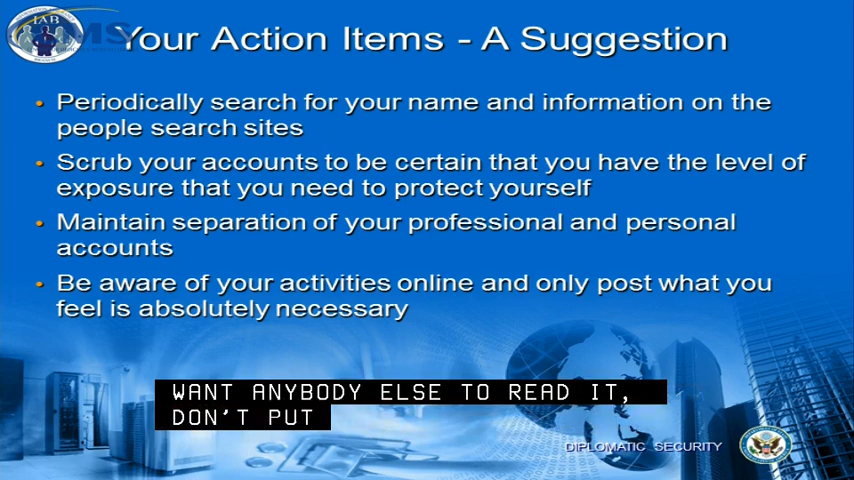 IAB
Your Action Items - A Suggestion
• Periodically search for your name and information on the
people search sites
• Scrub your accounts to be certain that you have the level of
exposure that you need to protect yourself
• Maintain separation of your professional and personal
accounts
• Be aware of your activities online and only post what you
feel is absolutely necessary
WANT ANYBODY ELSE TO READ IT,
DON'T PUT
DIPLOMATIC SECURITY